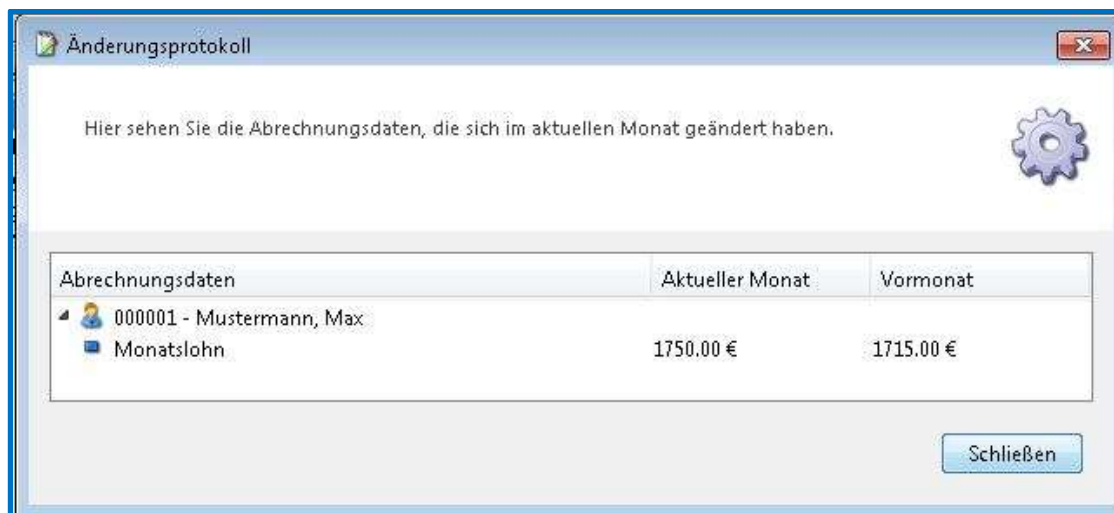 Änderungsprotokoll
Hier sehen Sie die Abrechnungsdaten, die sich im aktuellen Monat geändert haben.
Abrechnungsdaten Aktueller Monat Vormonat
000001 - Mustermann, Max
Monatslohn 1750.00 € 1715.00 €
Schließen